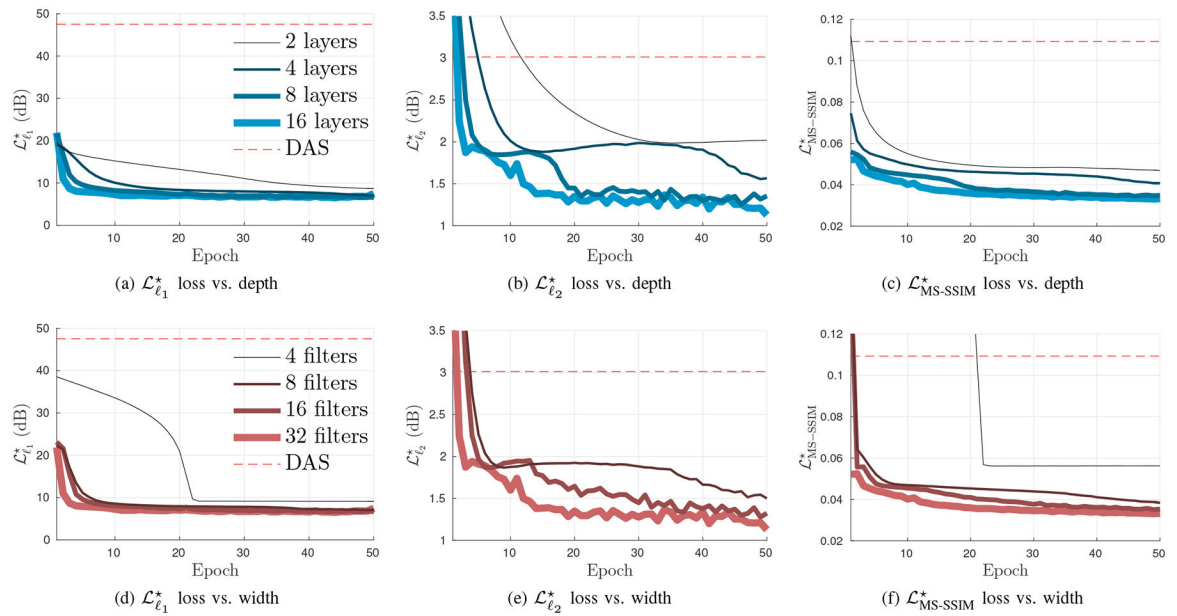 50
40
30
20
10
0
10 20 30 40 50
Epoch
ℒ*ℓ1 (dB)
2 layers
4 layers
8 layers
16 layers
DAS
(a) ℒ*ℓ1 loss vs. depth
3.5
3
2.5
2
1.5
1
10 20 30 40 50
Epoch
ℒ*ℓ2 (dB)
(b) ℒ*ℓ2 loss vs. depth
0.12
0.1
0.08
0.06
0.04
0.02
10 20 30 40 50
Epoch
ℒ*MS−SSIM
(c) ℒ*MS-SSIM loss vs. depth
50
40
30
20
10
0
10 20 30 40 50
Epoch
ℒ*ℓ1 (dB)
4 filters
8 filters
16 filters
32 filters
DAS
(d) ℒ*ℓ1 loss vs. width
3.5
3
2.5
2
1.5
1
10 20 30 40 50
Epoch
ℒ*ℓ2 (dB)
(e) ℒ*ℓ2 loss vs. width
0.12
0.1
0.08
0.06
0.04
0.02
10 20 30 40 50
Epoch
ℒ*MS−SSIM
(f) ℒ*MS-SSIM loss vs. width